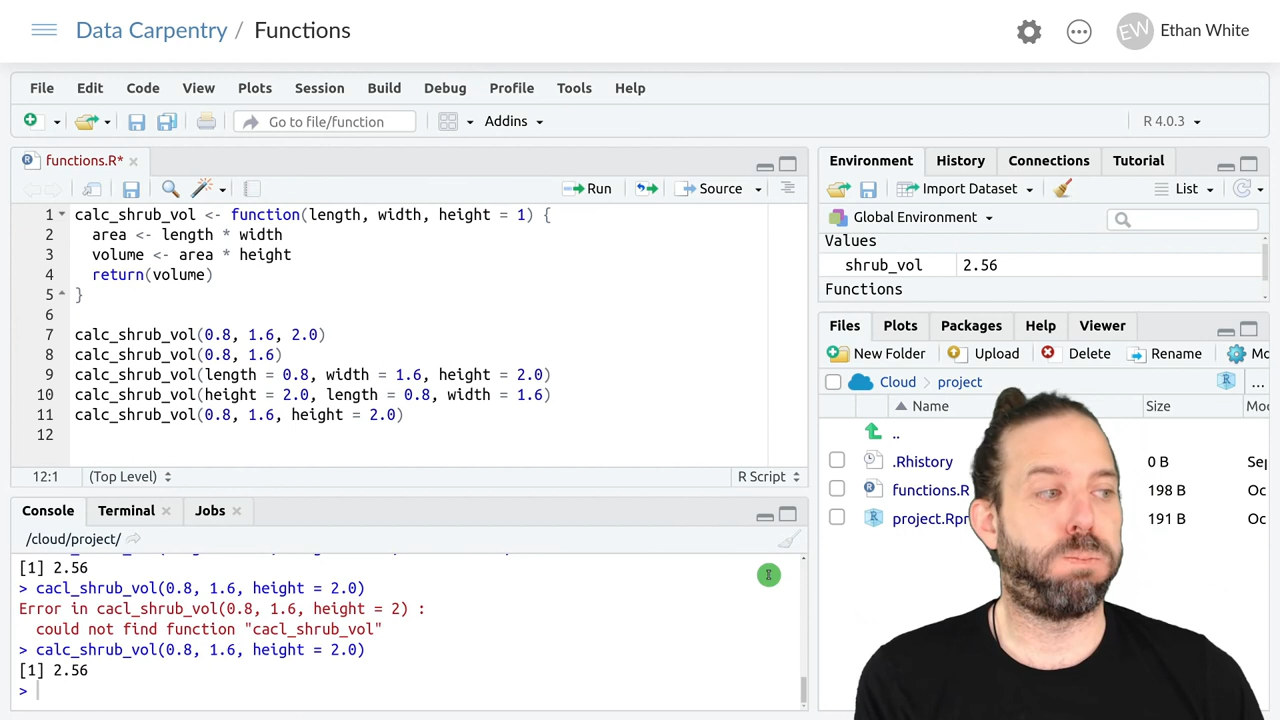 Data Carpentry / Functions
EW Ethan White
File Edit Code View Plots Session Build Debug Profile Tools Help
Go to file/function Addins R 4.0.3
functions.R*
Run Source
1 calc_shrub_vol <- function(length, width, height = 1) {
2 area <- length * width
3 volume <- area * height
4 return(volume)
5 }
6
7 calc_shrub_vol(0.8, 1.6, 2.0)
8 calc_shrub_vol(0.8, 1.6)
9 calc_shrub_vol(length = 0.8, width = 1.6, height = 2.0)
10 calc_shrub_vol(height = 2.0, length = 0.8, width = 1.6)
11 calc_shrub_vol(0.8, 1.6, height = 2.0)
12
12:1 (Top Level) R Script
Console Terminal Jobs
/cloud/project/
[1] 2.56
> cacl_shrub_vol(0.8, 1.6, height = 2.0)
Error in cacl_shrub_vol(0.8, 1.6, height = 2) :
could not find function "cacl_shrub_vol"
> calc_shrub_vol(0.8, 1.6, height = 2.0)
[1] 2.56
>
Environment History Connections Tutorial
Import Dataset List
Global Environment
Values
shrub_vol 2.56
Functions
Files Plots Packages Help Viewer
New Folder Upload Delete Rename Mo
Cloud project ...
Name Size Mod
..
.Rhistory 0 B Sep
functions.R 198 B Oc
project.Rpr 191 B Oc